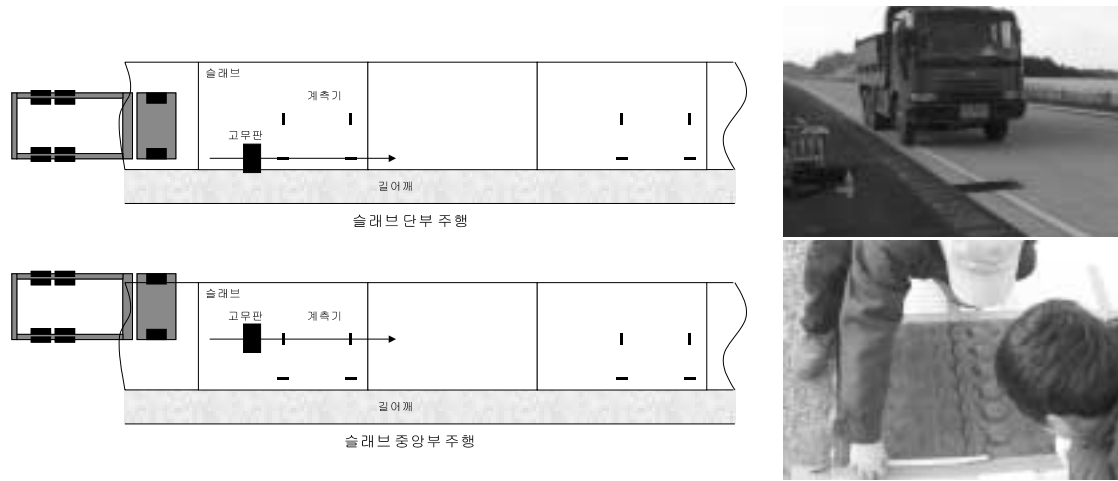 슬래브
계측기
고무판
길어깨
슬래브 단부 주행
슬래브
고무판
계측기
길어깨
슬래브 중앙부 주행